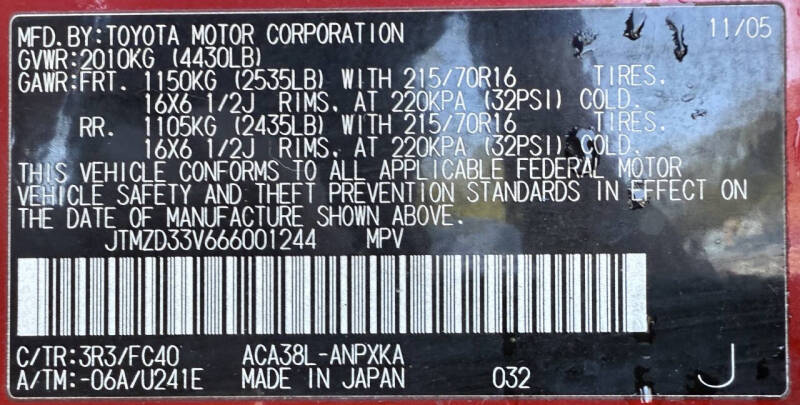 MFD. BY: TOYOTA MOTOR CORPORATION 11/05
GVWR: 2010KG (4430LB)
GAWR: FRT. 1150KG (2535LB) WITH 215/70R16 TIRES.
16X6 1/2J RIMS. AT 220KPA (32PSI) COLD.
RR. 1105KG (2435LB) WITH 215/70R16 TIRES.
16X6 1/2J RIMS. AT 220KPA (32PSI) COLD.
THIS VEHICLE CONFORMS TO ALL APPLICABLE FEDERAL MOTOR
VEHICLE SAFETY AND THEFT PREVENTION STANDARDS IN EFFECT ON
THE DATE OF MANUFACTURE SHOWN ABOVE.
JTMZD33V666001244 MPV
C/TR: 3R3/FC40 ACA38L-ANPXKA
A/TM: -06A/U241E MADE IN JAPAN 032 J